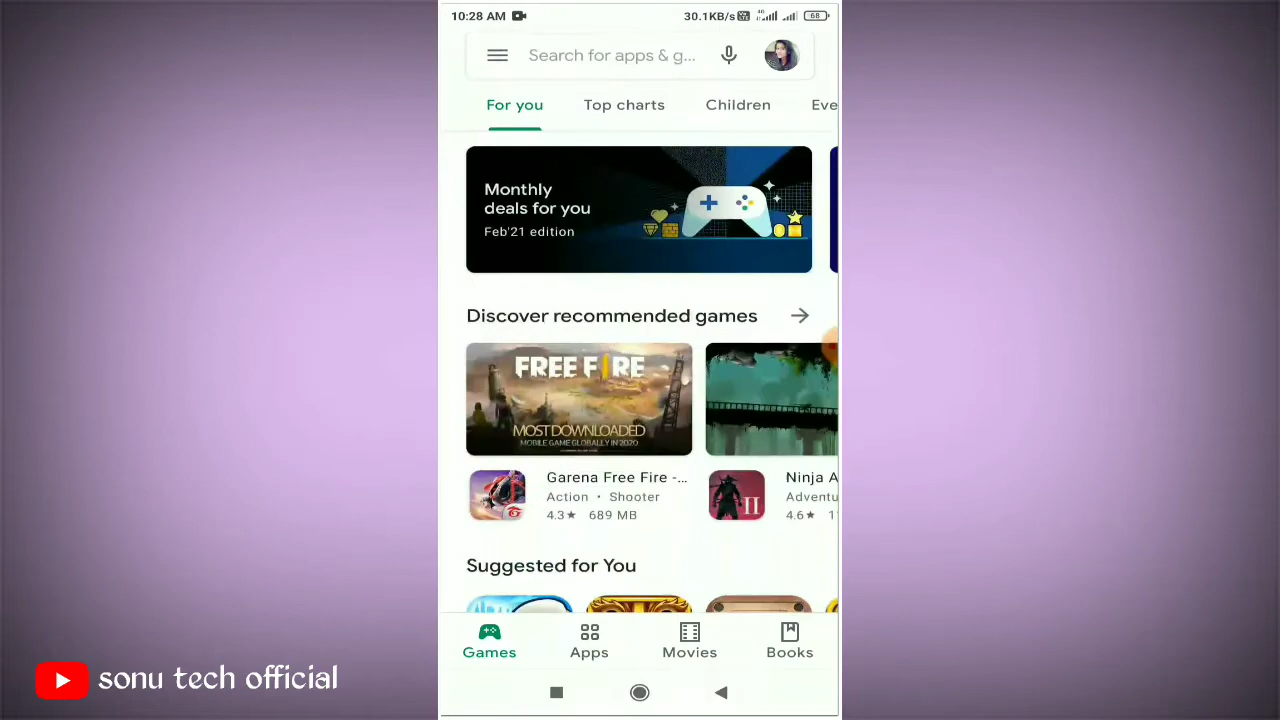 10:28 AM
30.1KB/s
4G
68
Search for apps & g...
For you
Top charts
Children
Eve
Monthly
deals for you
Feb'21 edition
Discover recommended games
FREE FIRE
MOST DOWNLOADED
MOBILE GAME GLOBALLY IN 2020
Garena Free Fire -...
Action • Shooter
4.3★ 689 MB
II
Ninja A
Adventu
4.6★ 1
Suggested for You
Games
Apps
Movies
Books
sonu tech official